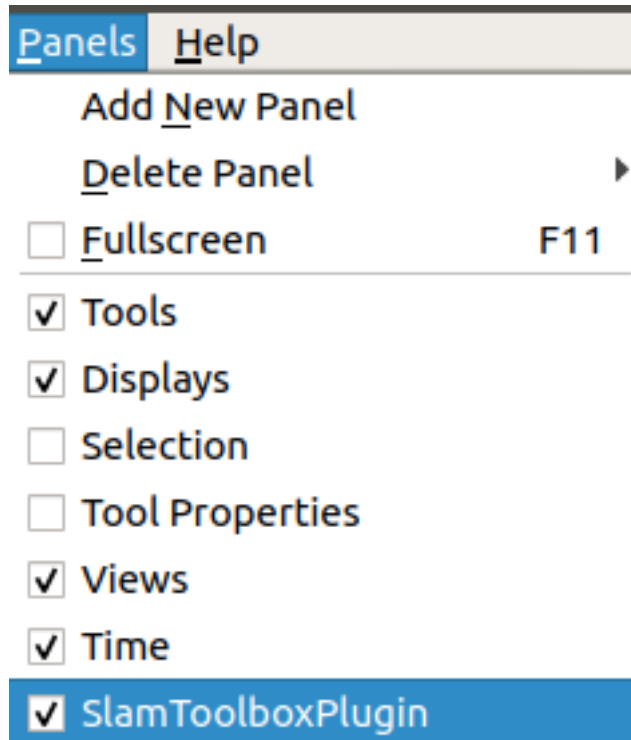 Panels Help
Add New Panel
Delete Panel
Fullscreen F11
Tools
Displays
Selection
Tool Properties
Views
Time
SlamToolboxPlugin